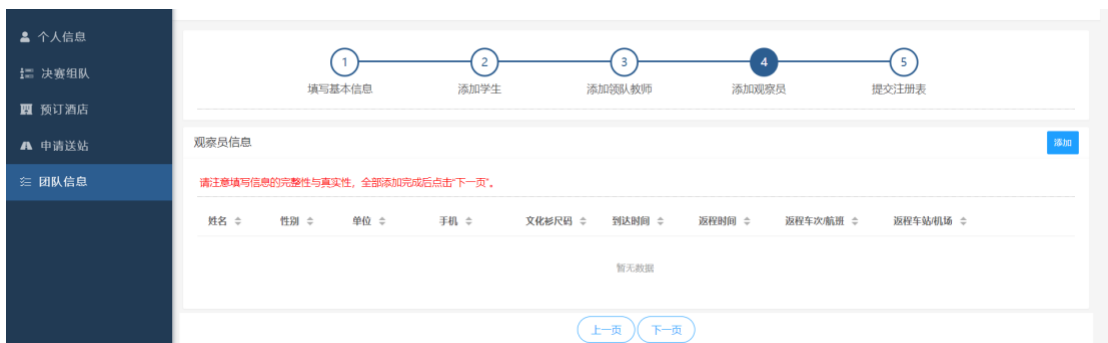 个人信息
决赛组队
预订酒店
申请送站
团队信息
1 2 3 4 5
填写基本信息 添加学生 添加领队教师 添加观察员 提交注册表
观察员信息 添加
请注意填写信息的完整性与真实性，全部添加完成后点击“下一页”。
姓名 性别 单位 手机 文化衫尺码 到达时间 返程时间 返程车次/航班 返程车站/机场
暂无数据
上一页 下一页